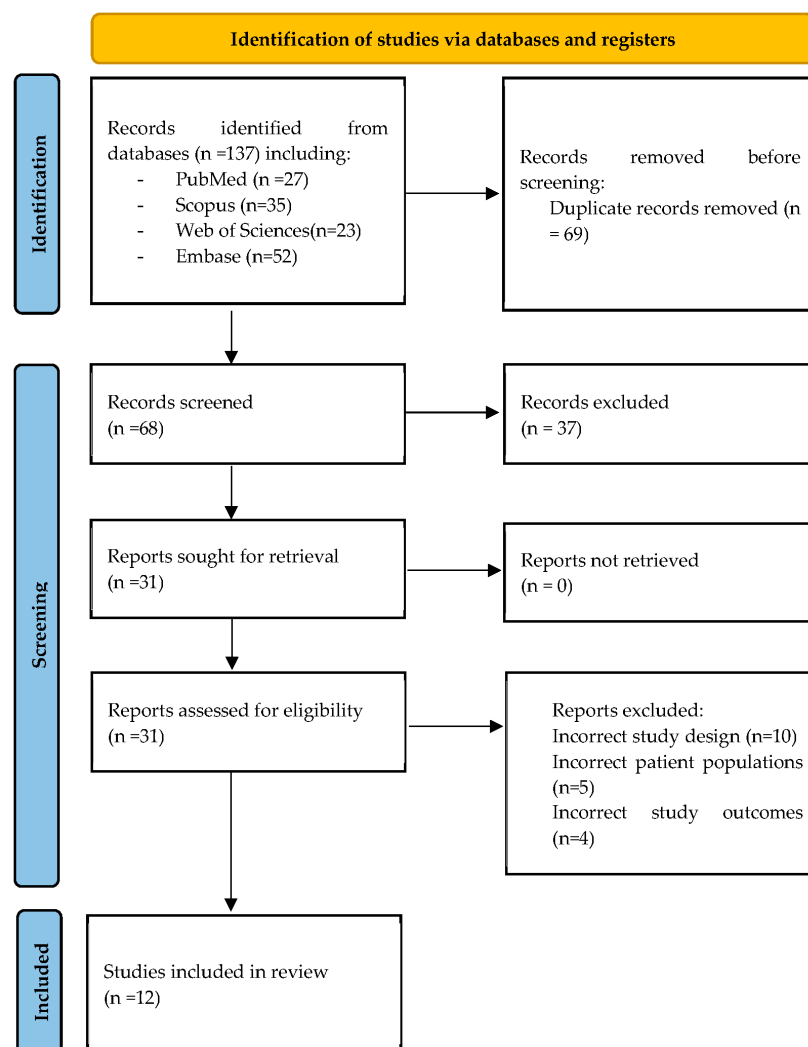 Identification of studies via databases and registers
Identification
Records identified from
databases (n =137) including:
- PubMed (n =27)
- Scopus (n=35)
- Web of Sciences(n=23)
- Embase (n=52)
Records removed before
screening:
Duplicate records removed (n
= 69)
Screening
Records screened
(n =68)
Records excluded
(n = 37)
Reports sought for retrieval
(n =31)
Reports not retrieved
(n = 0)
Reports assessed for eligibility
(n =31)
Reports excluded:
Incorrect study design (n=10)
Incorrect patient populations
(n=5)
Incorrect study outcomes
(n=4)
Included
Studies included in review
(n =12)